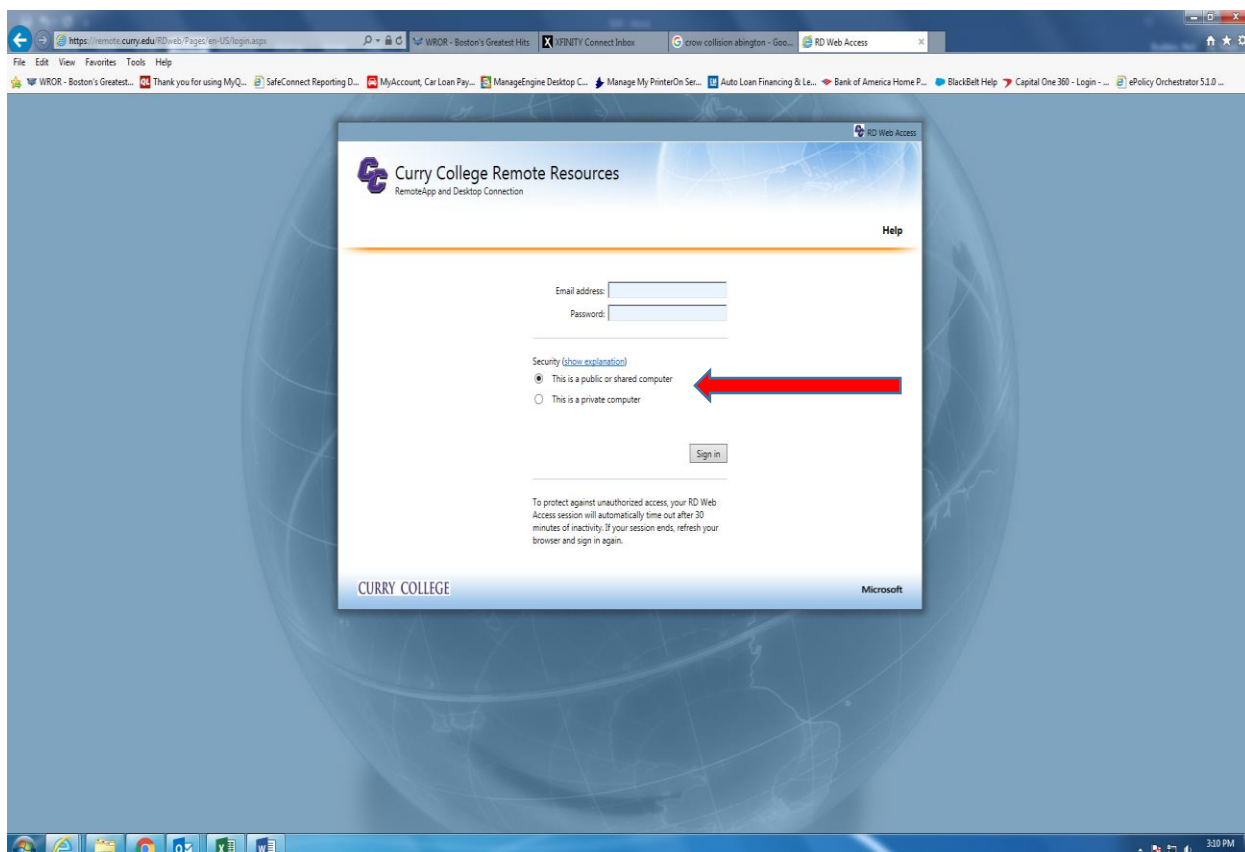 https://remote.curry.edu/RDweb/Pages/en-US/login.aspx
WROR - Boston's Greatest Hits
XFINITY Connect Inbox
crow collision abington - Goo...
RD Web Access
File Edit View Favorites Tools Help
WROR - Boston's Greatest...
Thank you for using MyQ...
SafeConnect Reporting D...
MyAccount, Car Loan Pay...
ManageEngine Desktop C...
Manage My PrinterOn Ser...
Auto Loan Financing & Le...
Bank of America Home P...
BlackBelt Help
Capital One 360 - Login - ...
ePolicy Orchestrator 5.1.0 ...
RD Web Access
Curry College Remote Resources
RemoteApp and Desktop Connection
Help
Email address:
Password:
Security (show explanation)
This is a public or shared computer
This is a private computer
Sign in
To protect against unauthorized access, your RD Web
Access session will automatically time out after 30
minutes of inactivity. If your session ends, refresh your
browser and sign in again.
CURRY COLLEGE
Microsoft
3:10 PM